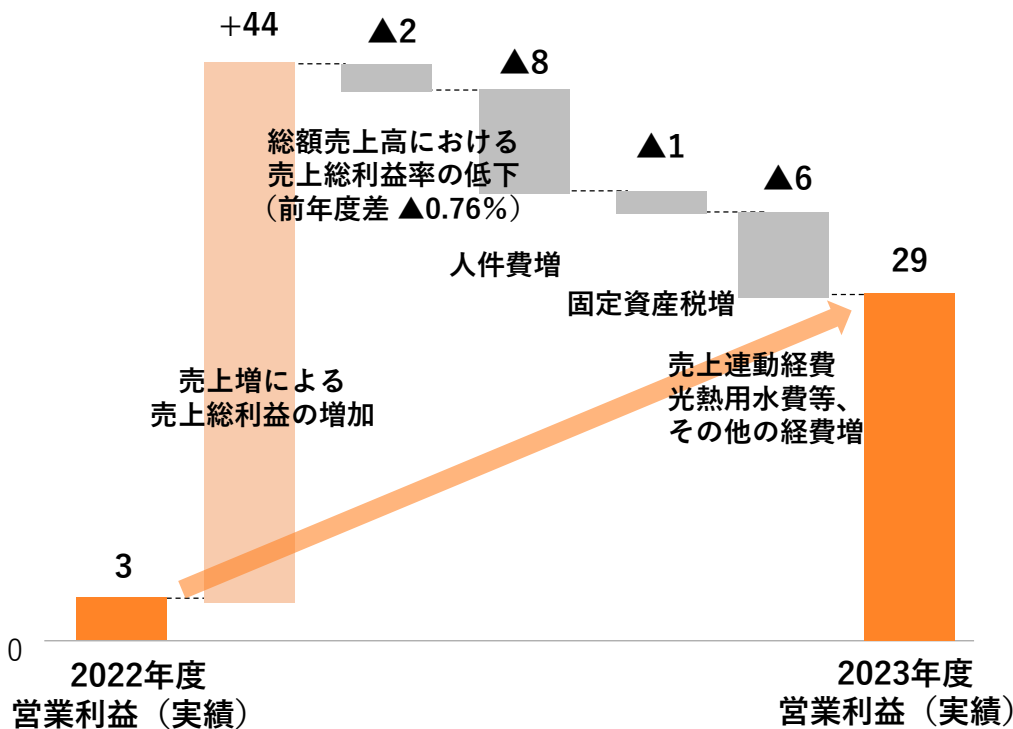 +44
▲2
▲8
総額売上高における
売上総利益率の低下
（前年度差 ▲0.76%）
▲1
▲6
人件費増
29
固定資産税増
売上増による
売上総利益の増加
売上連動経費
光熱用水費等、
その他の経費増
3
0
2022年度
営業利益（実績）
2023年度
営業利益（実績）